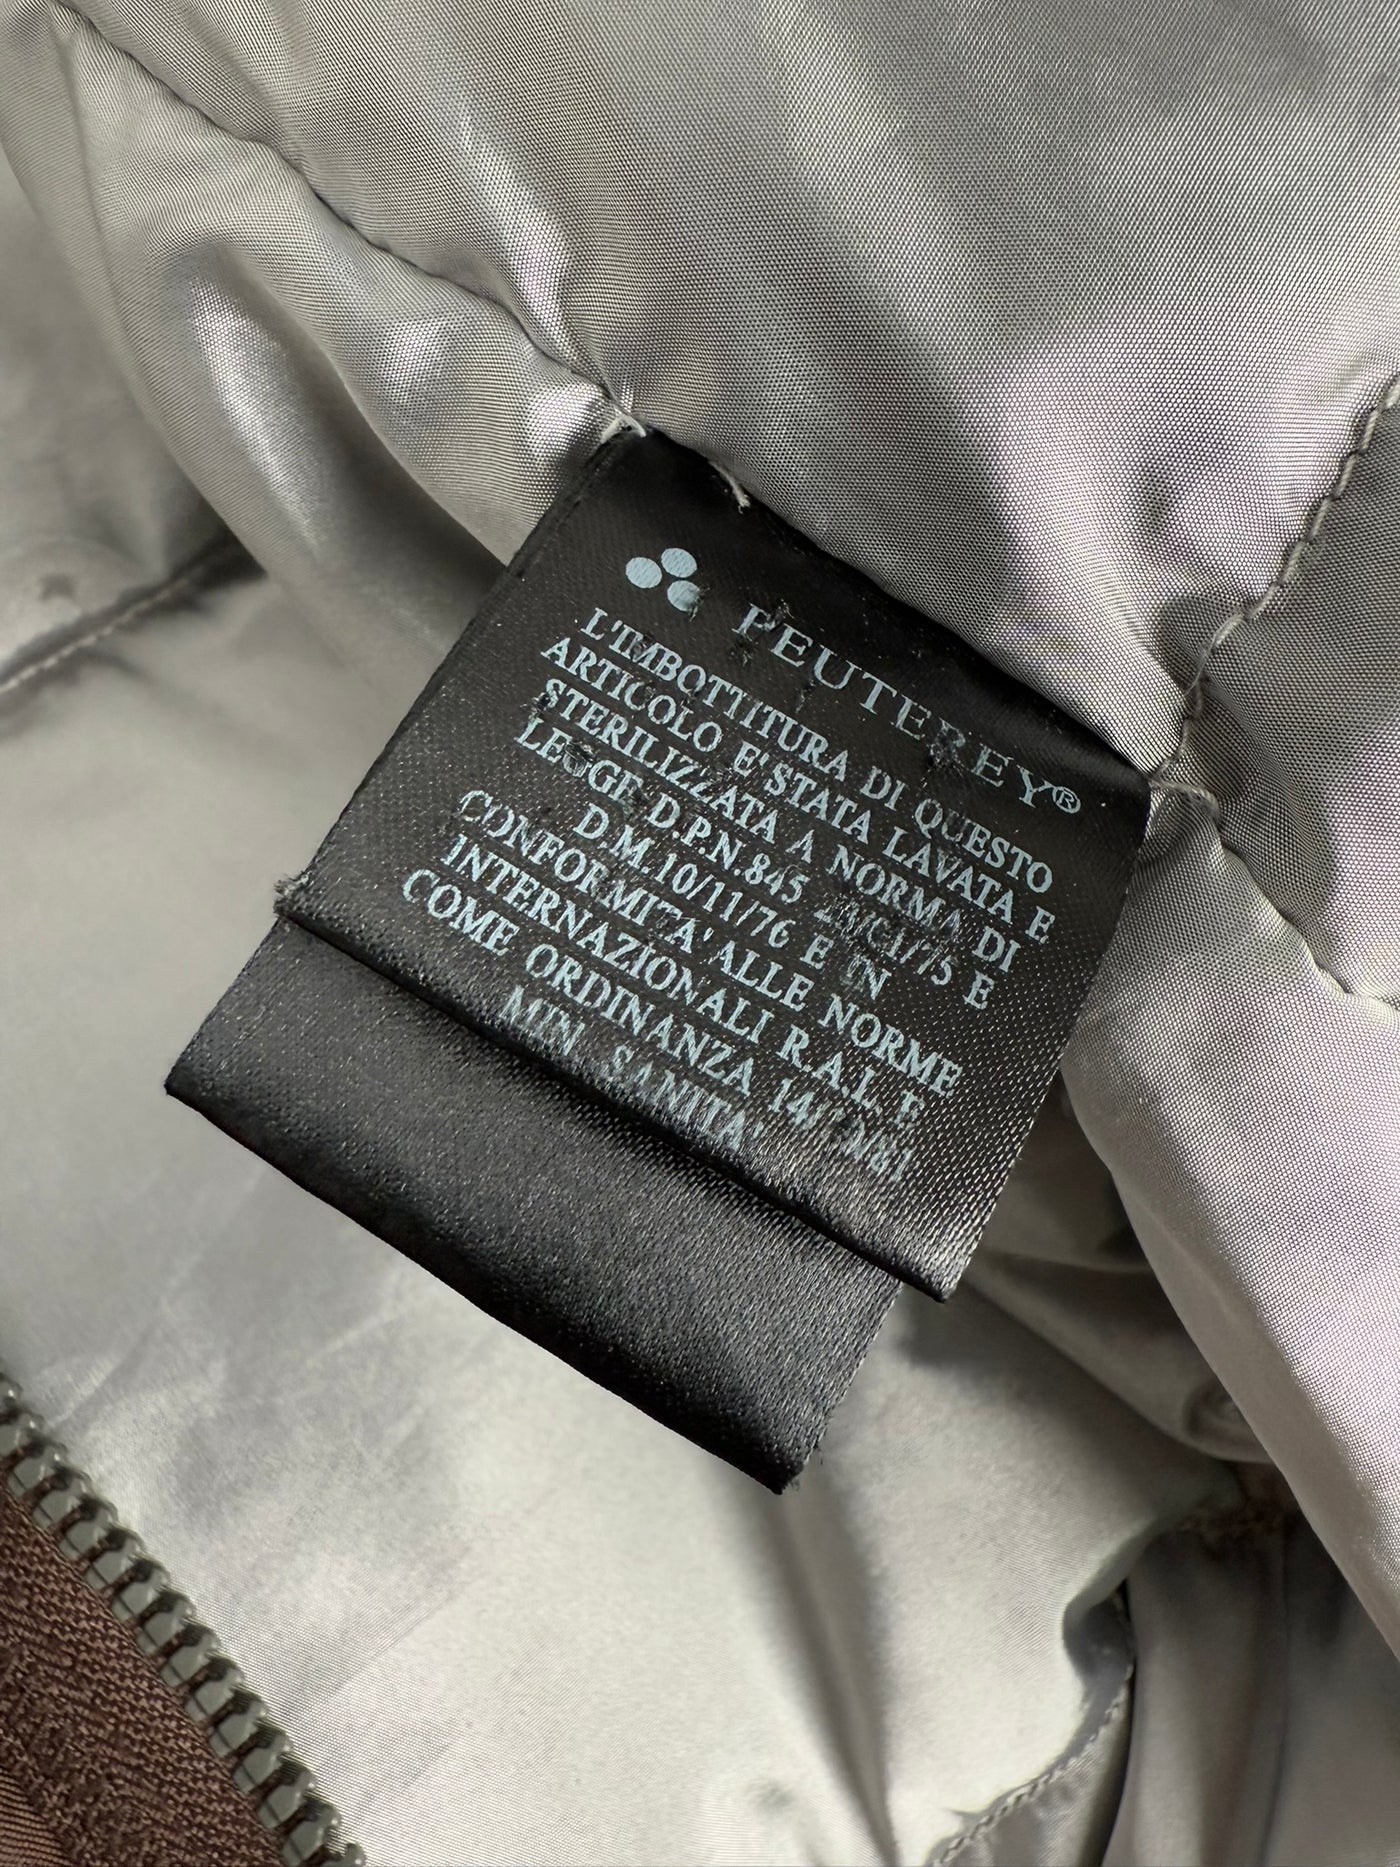 PEUTEREY®
L'IMBOTTITURA DI QUESTO
ARTICOLO E' STATA LAVATA E
STERILIZZATA A NORMA DI
LEGGE D.P.N.845 E
D.M.10/11/76 E IN
CONFORMITA' ALLE NORME
INTERNAZIONALI R.A.L. E
COME ORDINANZA
MIN. SANITA'